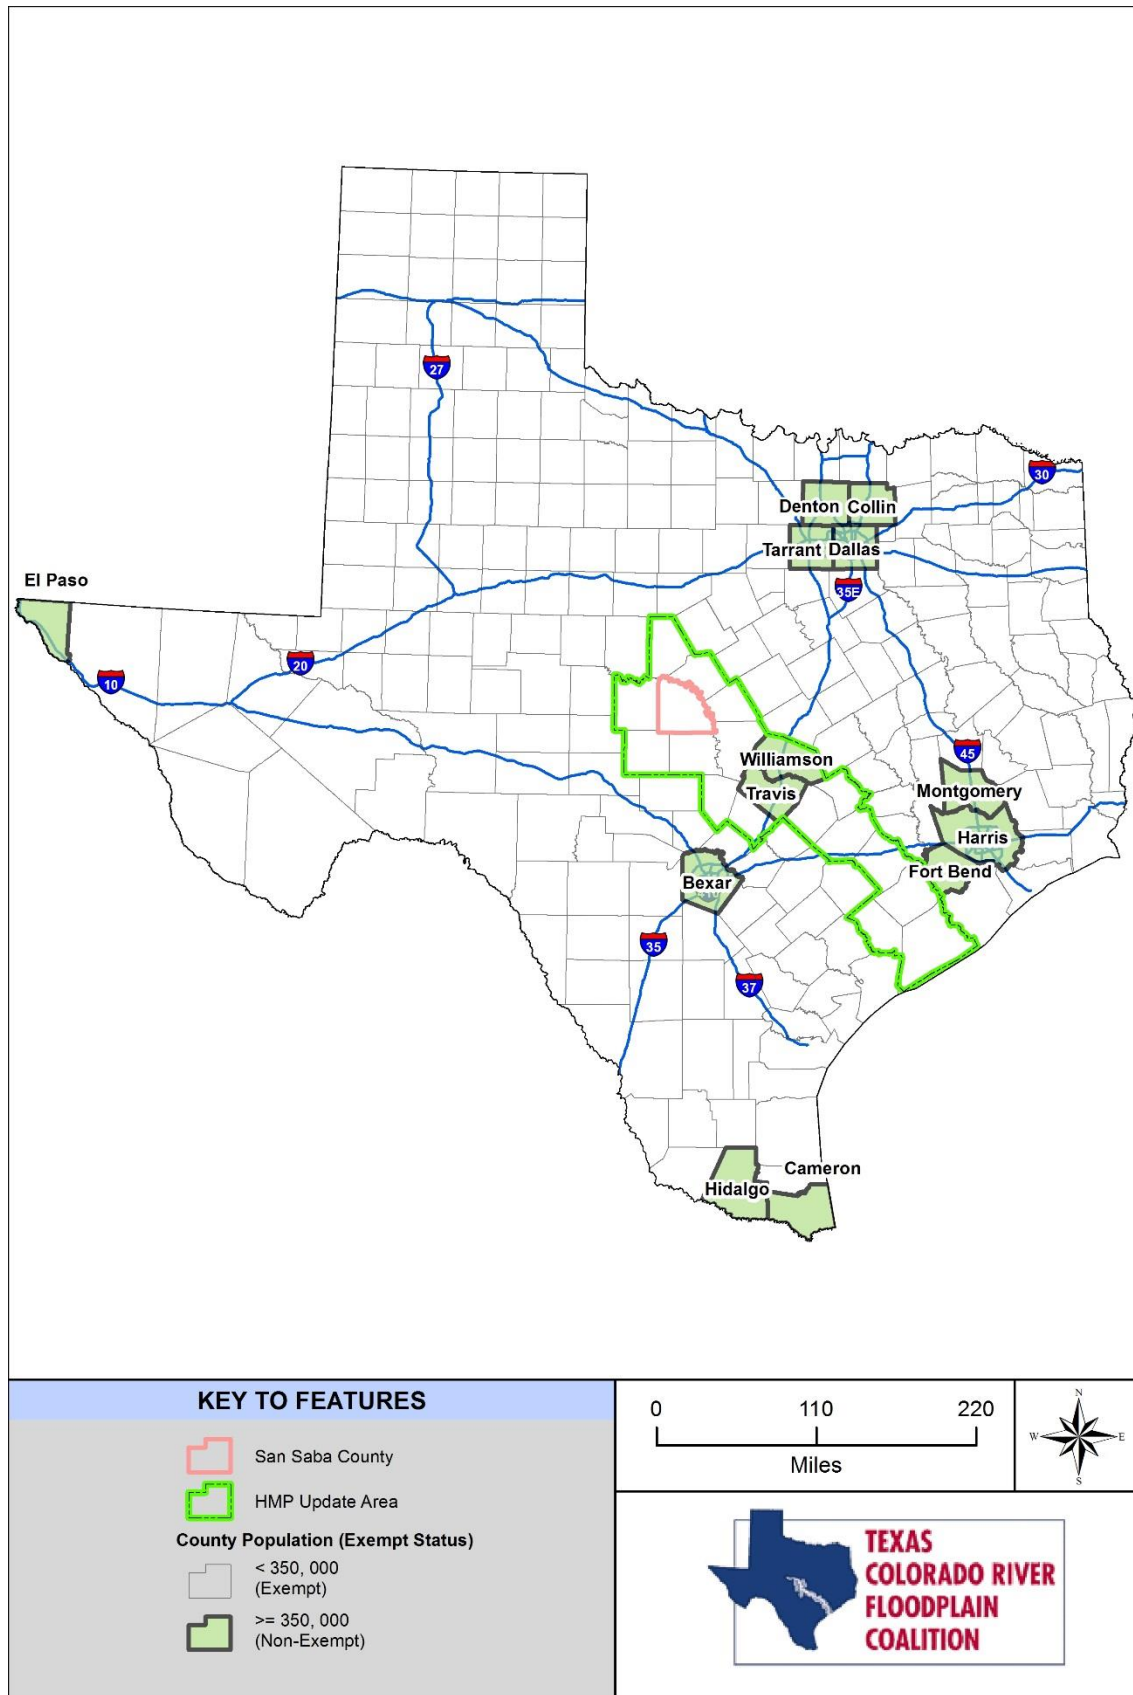 27
30
Denton Collin
Tarrant Dallas
35E
El Paso
20
10
Williamson
45
Travis
Montgomery
Harris
Fort Bend
Bexar
35
37
Cameron
Hidalgo
KEY TO FEATURES
San Saba County
HMP Update Area
County Population (Exempt Status)
< 350, 000
(Exempt)
>= 350, 000
(Non-Exempt)
0 110 220
Miles
N
W E
S
TEXAS
COLORADO RIVER
FLOODPLAIN
COALITION